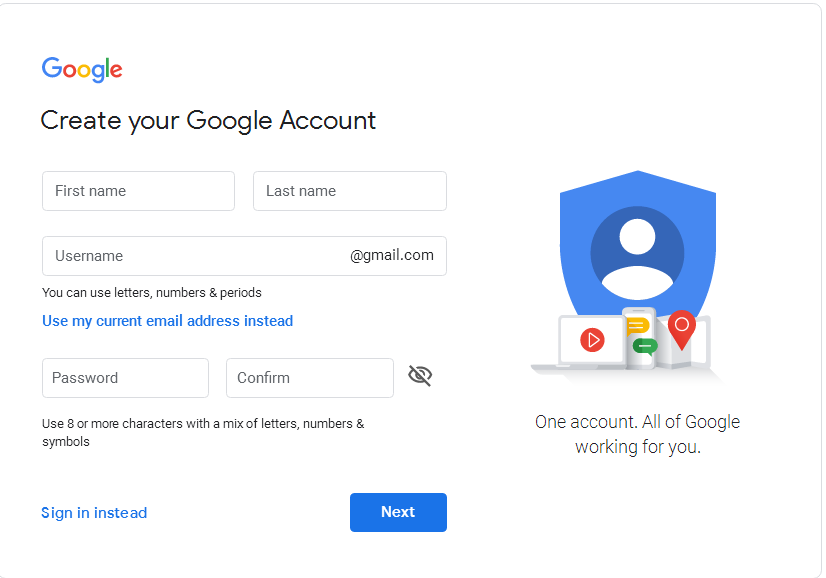 Google
Create your Google Account
First name
Last name
Username @gmail.com
You can use letters, numbers & periods
Use my current email address instead
Password
Confirm
Use 8 or more characters with a mix of letters, numbers &
symbols
Sign in instead
Next
One account. All of Google
working for you.